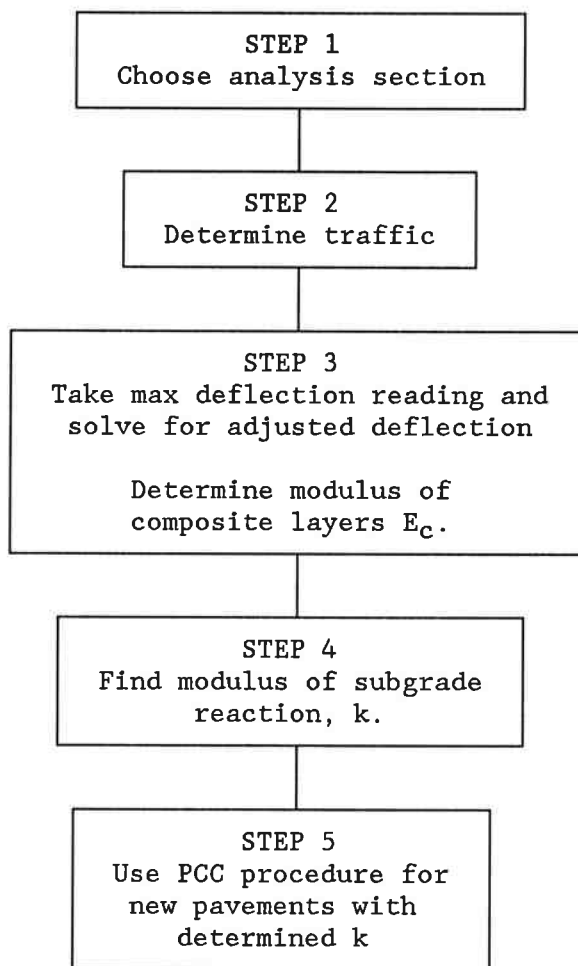 STEP 1
Choose analysis section
STEP 2
Determine traffic
STEP 3
Take max deflection reading and
solve for adjusted deflection
Determine modulus of
composite layers Ec.
STEP 4
Find modulus of subgrade
reaction, k.
STEP 5
Use PCC procedure for
new pavements with
determined k